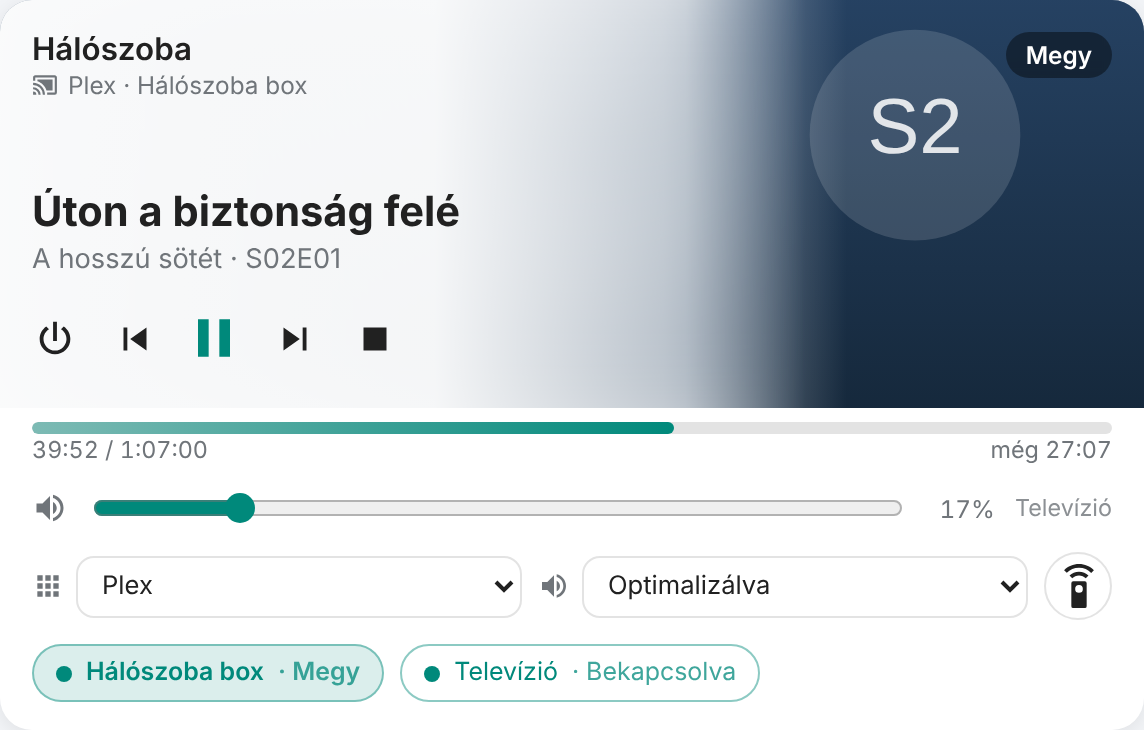 Hálószoba
Plex · Hálószoba box
Megy
S2
Úton a biztonság felé
A hosszú sötét · S02E01
39:52 / 1:07:00
még 27:07
17% Televízió
Plex
Optimalizálva
Hálószoba box · Megy
Televízió · Bekapcsolva